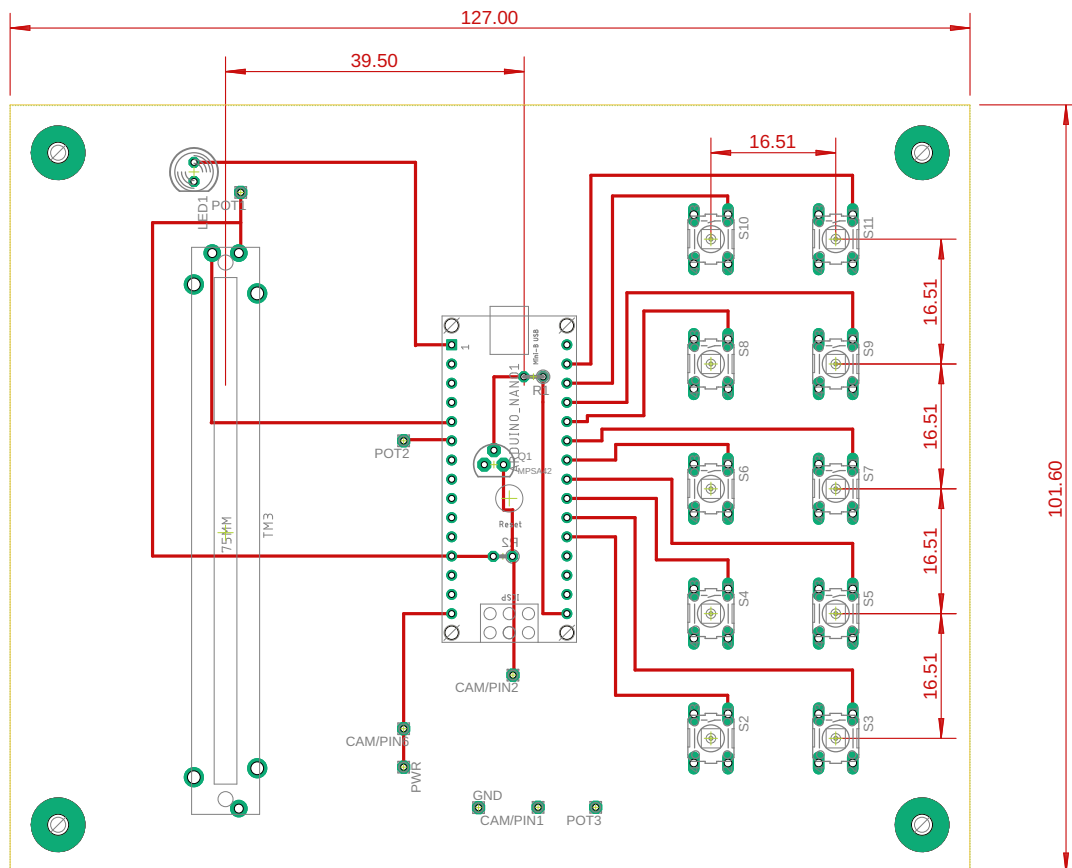 127.00
39.50
16.51
LED1
POT1
S10
S11
16.51
1
Mini-B USB
S8
S9
R1
16.51
POT2
Q1
MPSA42
S6
S7
75MM
TM3
Reset
R2
101.60
16.51
ICSP
S4
S5
CAM/PIN2
16.51
S2
S3
CAM/PIN5
PWR
GND
CAM/PIN1
POT3